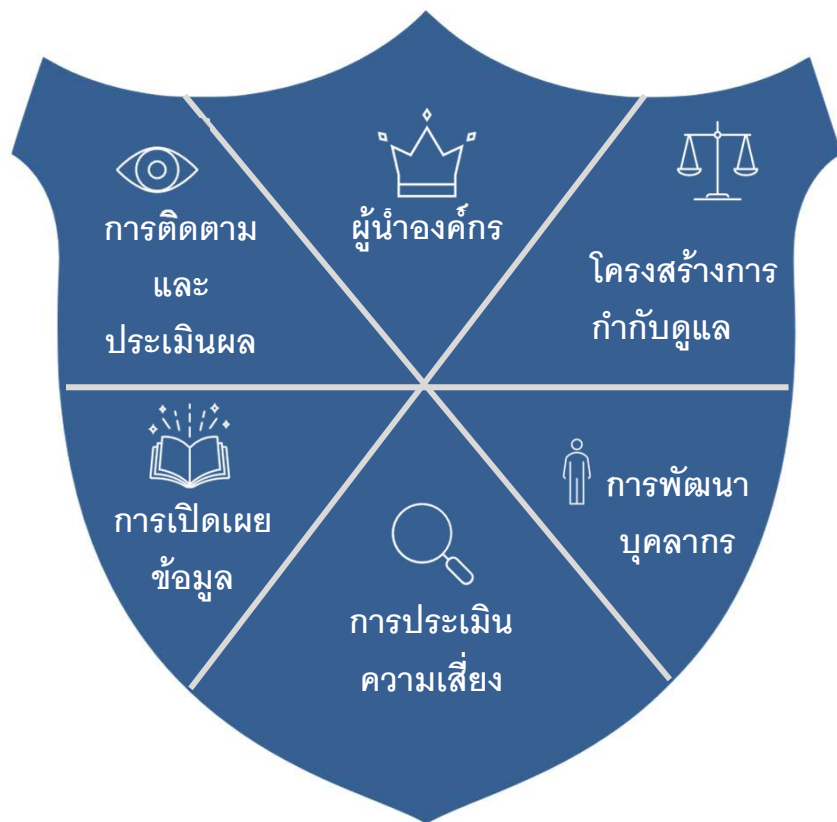 การติดตาม
และ
ประเมินผล
ผู้นำองค์กร
โครงสร้างการ
กำกับดูแล
การเปิดเผย
ข้อมูล
การประเมิน
ความเสี่ยง
การพัฒนา
บุคลากร